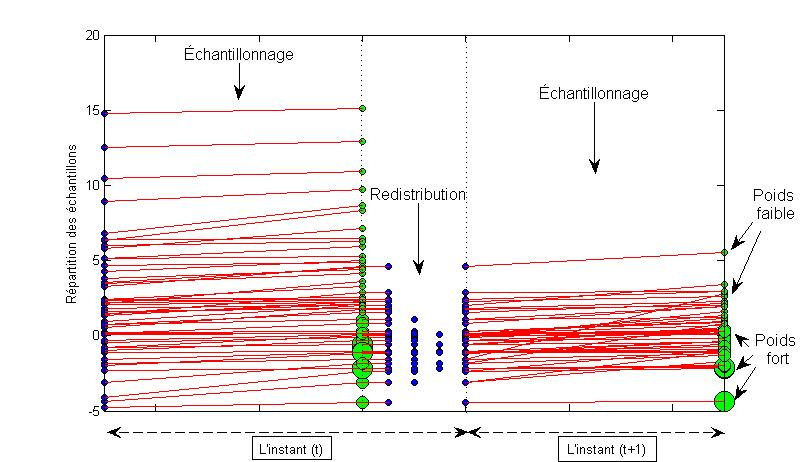 20
Échantillonnage
15
Échantillonnage
10
Redistribution
Poids
faible
5
0
Poids
fort
-5
Répartition des échantillons
L'instant (t)
L'instant (t+1)